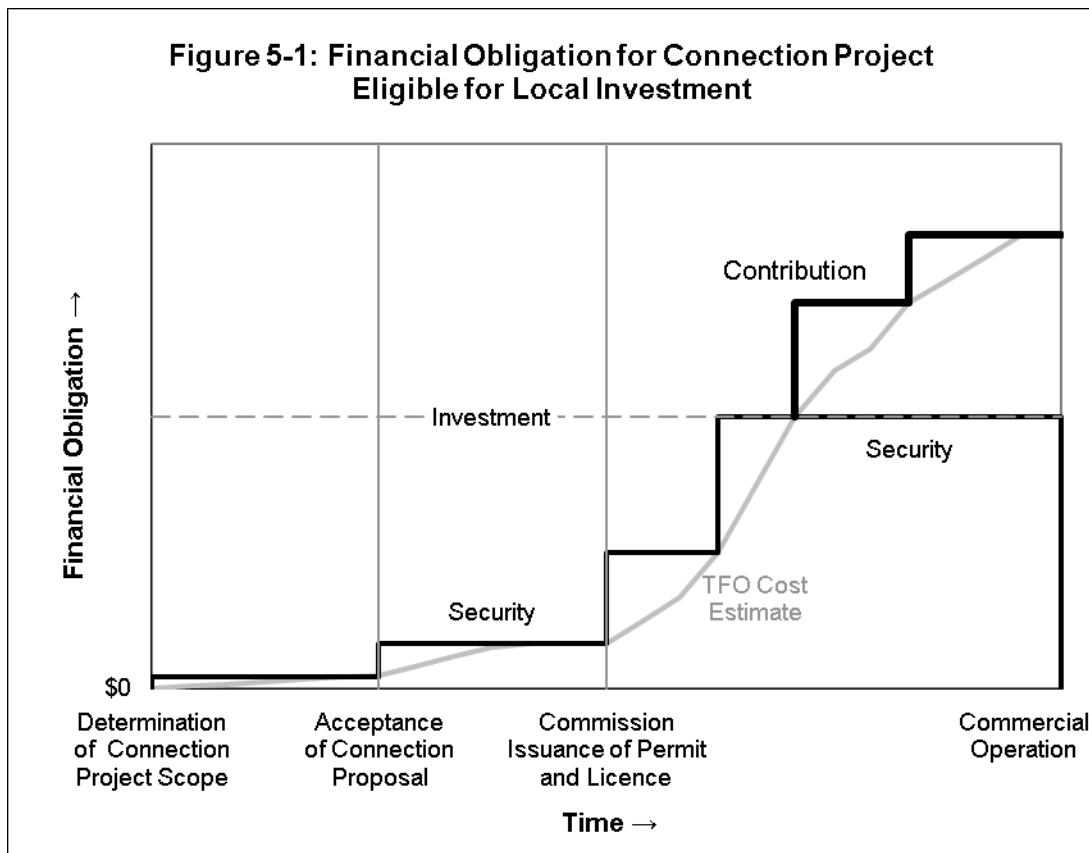 Figure 5-1: Financial Obligation for Connection Project
Eligible for Local Investment
Financial Obligation →
Contribution
Investment
Security
TFO Cost
Estimate
Security
$0
Determination
of Connection
Project Scope
Acceptance
of Connection
Proposal
Commission
Issuance of Permit
and Licence
Commercial
Operation
Time →